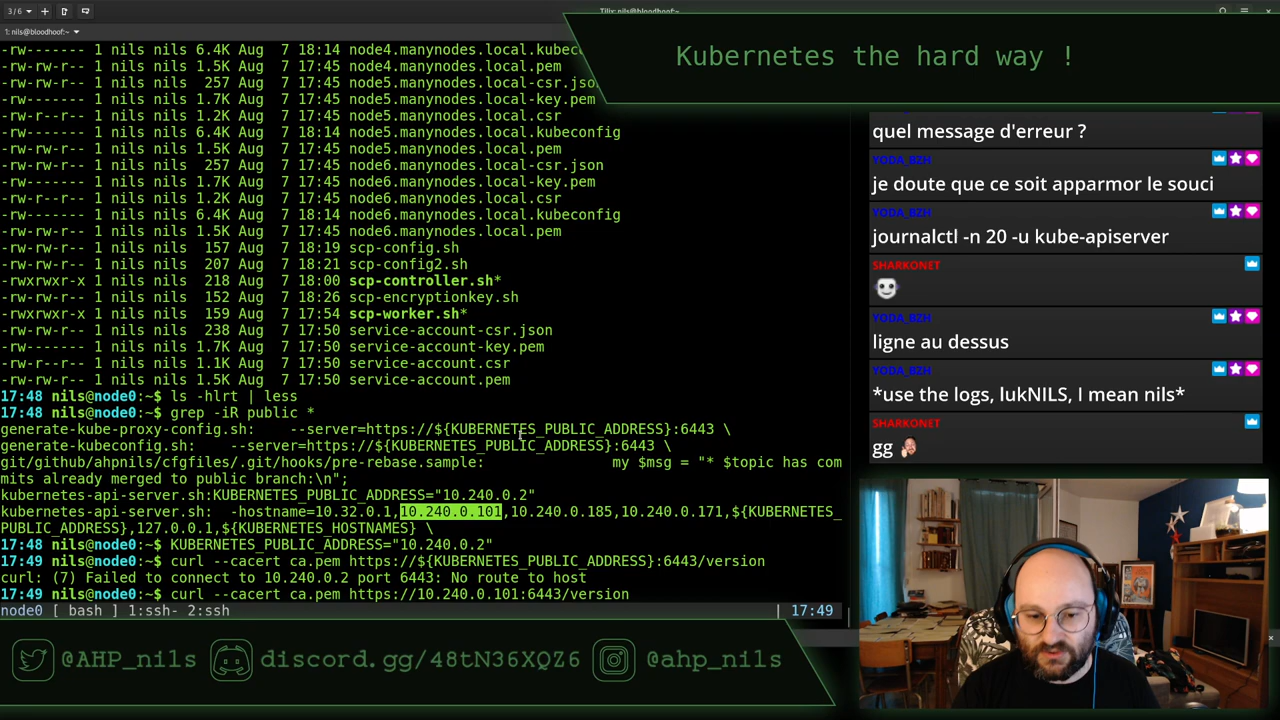 3/6
Tilix: nils@bloodhoof:~
1: nils@bloodhoof:~
Kubernetes the hard way !
-rw------- 1 nils nils 6.4K Aug  7 18:14 node4.manynodes.local.kubec
-rw-rw-r-- 1 nils nils 1.5K Aug  7 17:45 node4.manynodes.local.pem
-rw-rw-r-- 1 nils nils  257 Aug  7 17:45 node5.manynodes.local-csr.jso
-rw------- 1 nils nils 1.7K Aug  7 17:45 node5.manynodes.local-key.pem
-rw-r--r-- 1 nils nils 1.2K Aug  7 17:45 node5.manynodes.local.csr
-rw------- 1 nils nils 6.4K Aug  7 18:14 node5.manynodes.local.kubeconfig
-rw-rw-r-- 1 nils nils 1.5K Aug  7 17:45 node5.manynodes.local.pem
-rw-rw-r-- 1 nils nils  257 Aug  7 17:45 node6.manynodes.local-csr.json
-rw------- 1 nils nils 1.7K Aug  7 17:45 node6.manynodes.local-key.pem
-rw-r--r-- 1 nils nils 1.2K Aug  7 17:45 node6.manynodes.local.csr
-rw------- 1 nils nils 6.4K Aug  7 18:14 node6.manynodes.local.kubeconfig
-rw-rw-r-- 1 nils nils 1.5K Aug  7 17:45 node6.manynodes.local.pem
-rw-rw-r-- 1 nils nils  157 Aug  7 18:19 scp-config.sh
-rw-rw-r-- 1 nils nils  207 Aug  7 18:21 scp-config2.sh
-rwxrwxr-x 1 nils nils  218 Aug  7 18:00 scp-controller.sh*
-rw-rw-r-- 1 nils nils  152 Aug  7 18:26 scp-encryptionkey.sh
-rwxrwxr-x 1 nils nils  159 Aug  7 17:54 scp-worker.sh*
-rw-rw-r-- 1 nils nils  238 Aug  7 17:50 service-account-csr.json
-rw------- 1 nils nils 1.7K Aug  7 17:50 service-account-key.pem
-rw-r--r-- 1 nils nils 1.1K Aug  7 17:50 service-account.csr
-rw-rw-r-- 1 nils nils 1.5K Aug  7 17:50 service-account.pem
17:48 nils@node0:~$ ls -hlrt | less
17:48 nils@node0:~$ grep -iR public *
generate-kube-proxy-config.sh:    --server=https://${KUBERNETES_PUBLIC_ADDRESS}:6443 \
generate-kubeconfig.sh:    --server=https://${KUBERNETES_PUBLIC_ADDRESS}:6443 \
git/github/ahpnils/cfgfiles/.git/hooks/pre-rebase.sample:              my $msg = "* $topic has com
mits already merged to public branch:\n";
kubernetes-api-server.sh:KUBERNETES_PUBLIC_ADDRESS="10.240.0.2"
kubernetes-api-server.sh:  -hostname=10.32.0.1,10.240.0.101,10.240.0.185,10.240.0.171,${KUBERNETES_
PUBLIC_ADDRESS},127.0.0.1,${KUBERNETES_HOSTNAMES} \
17:48 nils@node0:~$ KUBERNETES_PUBLIC_ADDRESS="10.240.0.2"
17:49 nils@node0:~$ curl --cacert ca.pem https://${KUBERNETES_PUBLIC_ADDRESS}:6443/version
curl: (7) Failed to connect to 10.240.0.2 port 6443: No route to host
17:49 nils@node0:~$ curl --cacert ca.pem https://10.240.0.101:6443/version
node0 [ bash ] 1:ssh- 2:ssh | 17:49
quel message d'erreur ?
YODA_BZH
je doute que ce soit apparmor le souci
YODA_BZH
journalctl -n 20 -u kube-apiserver
SHARKONET
YODA_BZH
ligne au dessus
YODA_BZH
*use the logs, lukNILS, I mean nils*
SHARKONET
gg
@AHP_nils discord.gg/48tN36XQZ6 @ahp_nils